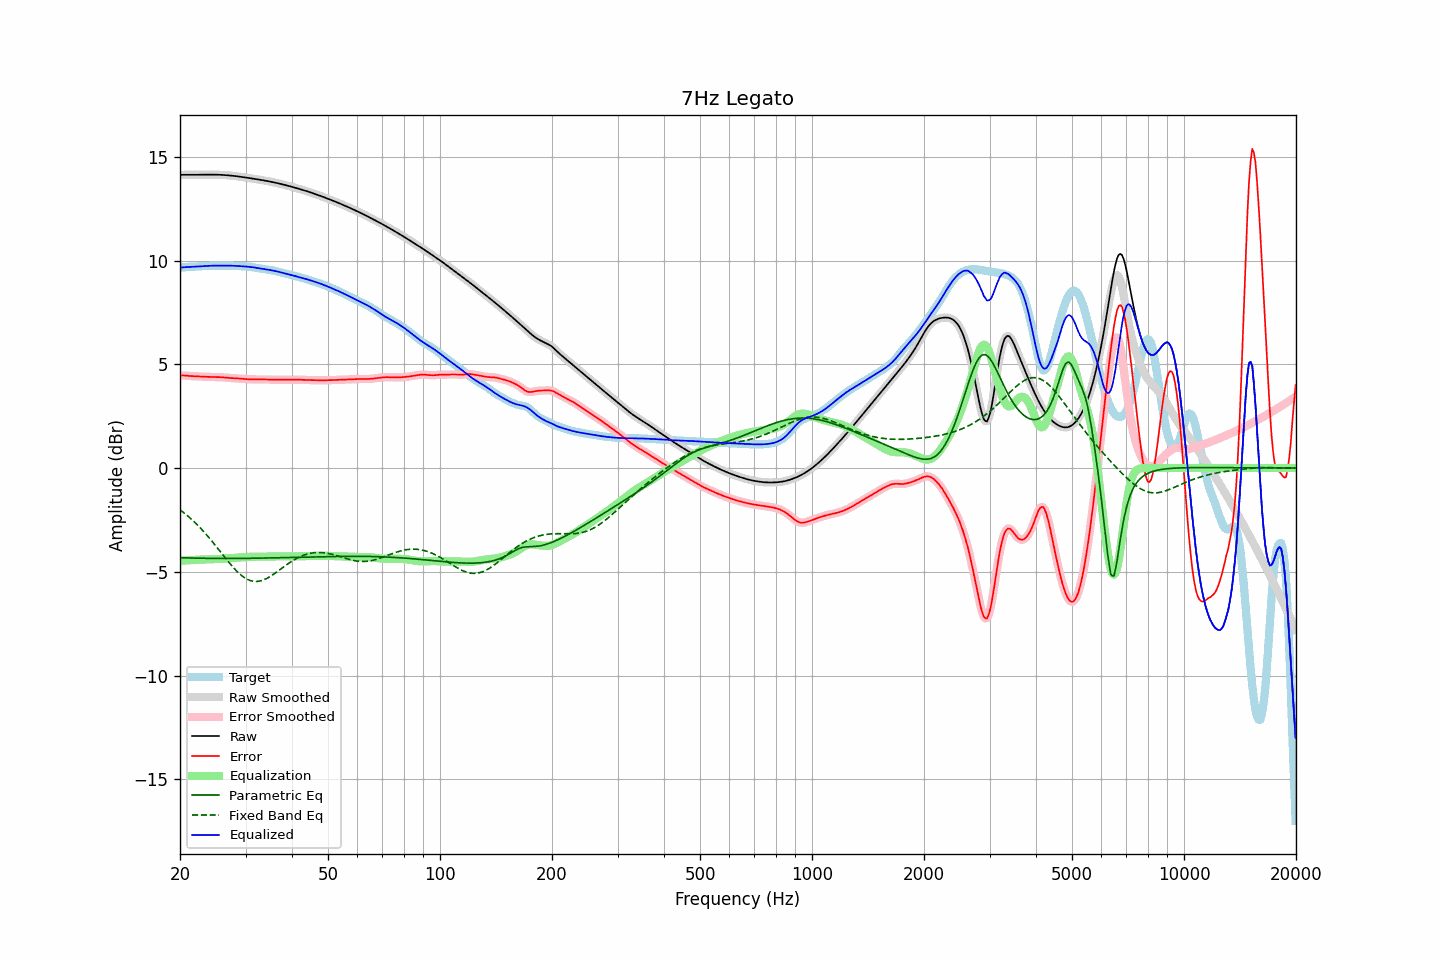 7Hz Legato
Amplitude (dBr)
15
10
5
0
−5
−10
−15
Target
Raw Smoothed
Error Smoothed
Raw
Error
Equalization
Parametric Eq
Fixed Band Eq
Equalized
20 50 100 200 500 1000 2000 5000 10000 20000
Frequency (Hz)